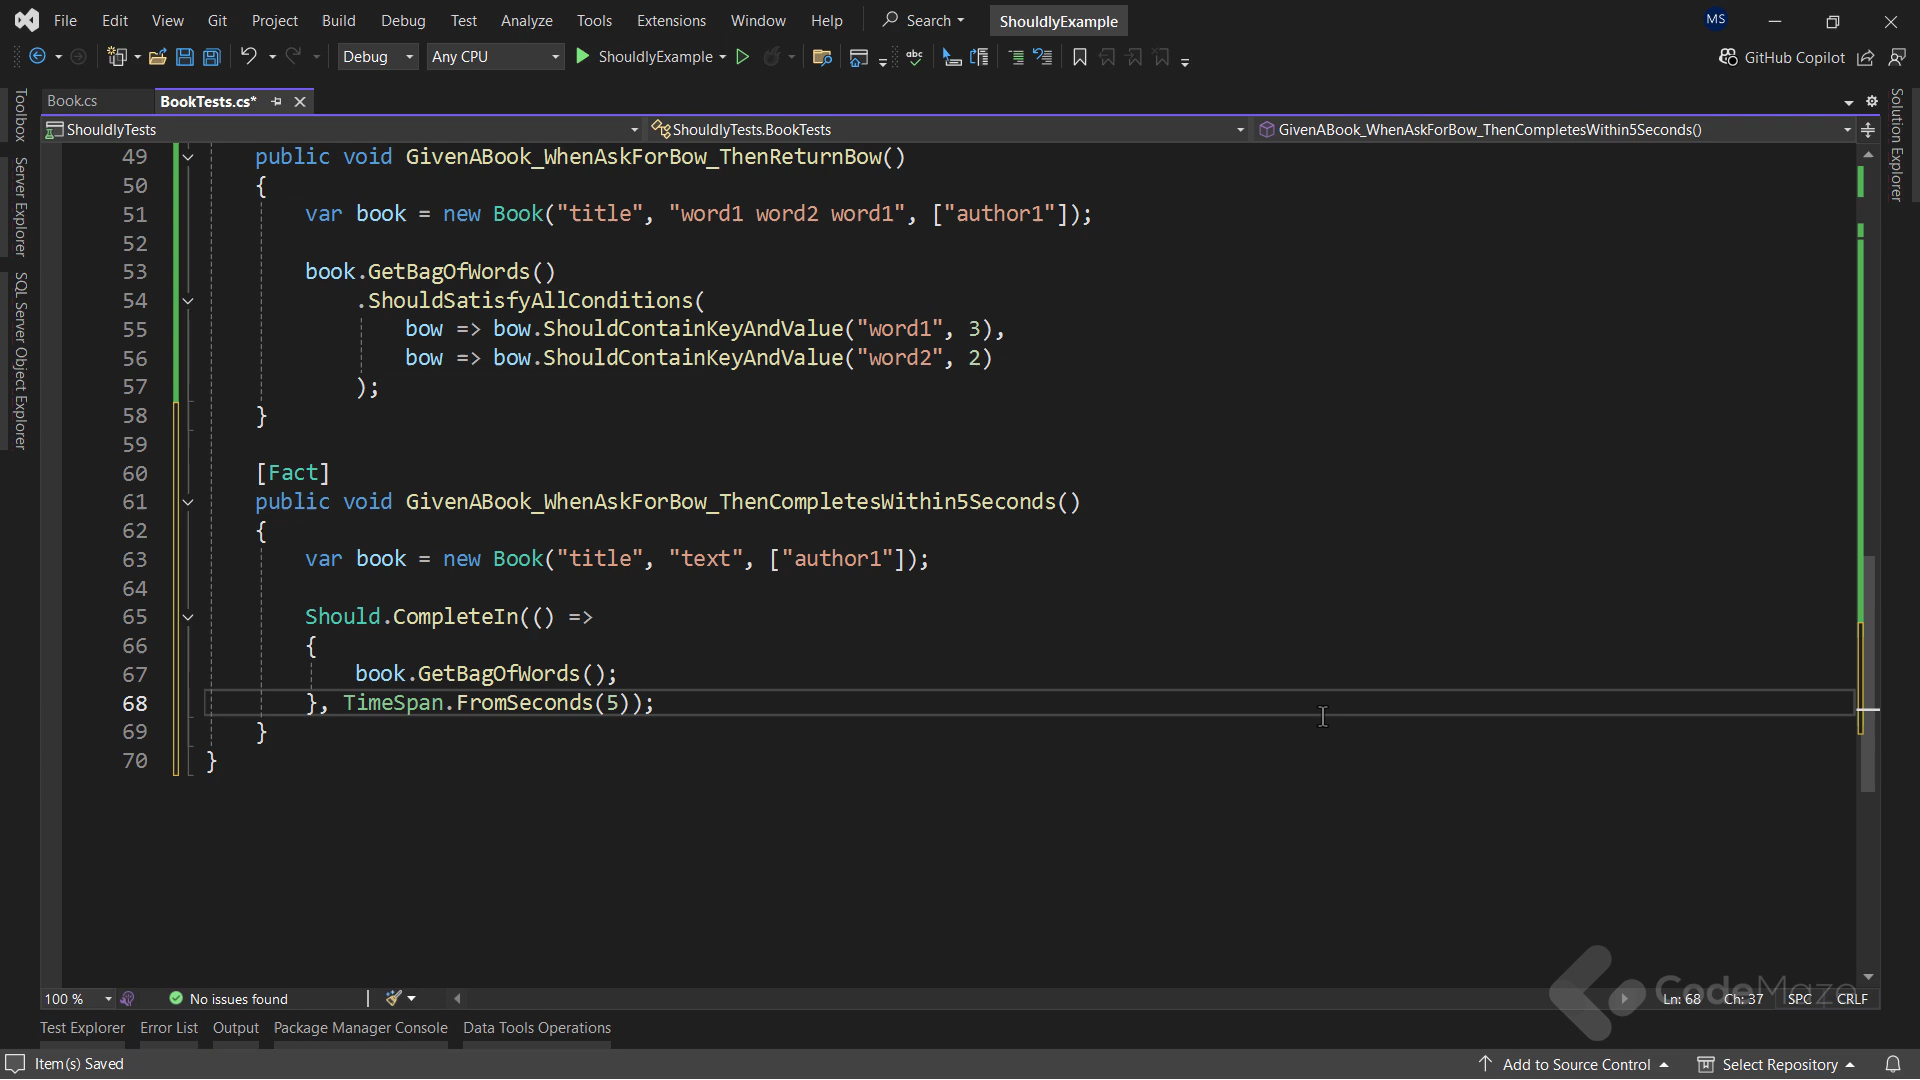 File Edit View Git Project Build Debug Test Analyze Tools Extensions Window Help Search ShouldlyExample MS
Debug Any CPU ShouldlyExample abc GitHub Copilot
Toolbox
Server Explorer
SQL Server Object Explorer
Solution Explorer
Book.cs BookTests.cs*
ShouldlyTests ShouldlyTests.BookTests GivenABook_WhenAskForBow_ThenCompletesWithin5Seconds()
49 public void GivenABook_WhenAskForBow_ThenReturnBow()
50 {
51 var book = new Book("title", "word1 word2 word1", ["author1"]);
52
53 book.GetBagOfWords()
54 .ShouldSatisfyAllConditions(
55 bow => bow.ShouldContainKeyAndValue("word1", 3),
56 bow => bow.ShouldContainKeyAndValue("word2", 2)
57 );
58 }
59
60 [Fact]
61 public void GivenABook_WhenAskForBow_ThenCompletesWithin5Seconds()
62 {
63 var book = new Book("title", "text", ["author1"]);
64
65 Should.CompleteIn(() =>
66 {
67 book.GetBagOfWords();
68 }, TimeSpan.FromSeconds(5));
69 }
70 }
100 % No issues found Ln: 68 Ch: 37 SPC CRLF
CodeMaze
Test Explorer Error List Output Package Manager Console Data Tools Operations
Item(s) Saved Add to Source Control Select Repository